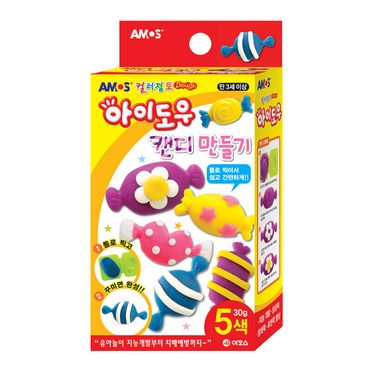 AMOS
AMOS 컬러점토 Dough
만 3세 이상
아이도우
캔디 만들기
틀로 찍어서
쉽고 간편하게!!
1 틀로 찍고
2 꾸미면 완성!!
30g
5색
아모스
"유아놀이 지능개발부터 치매예방까지~"